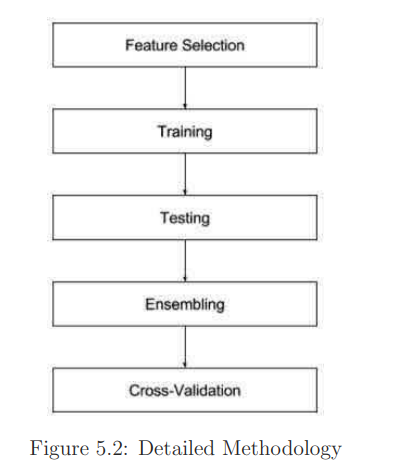 Feature Selection
Training
Testing
Ensembling
Cross-Validation
Figure 5.2: Detailed Methodology